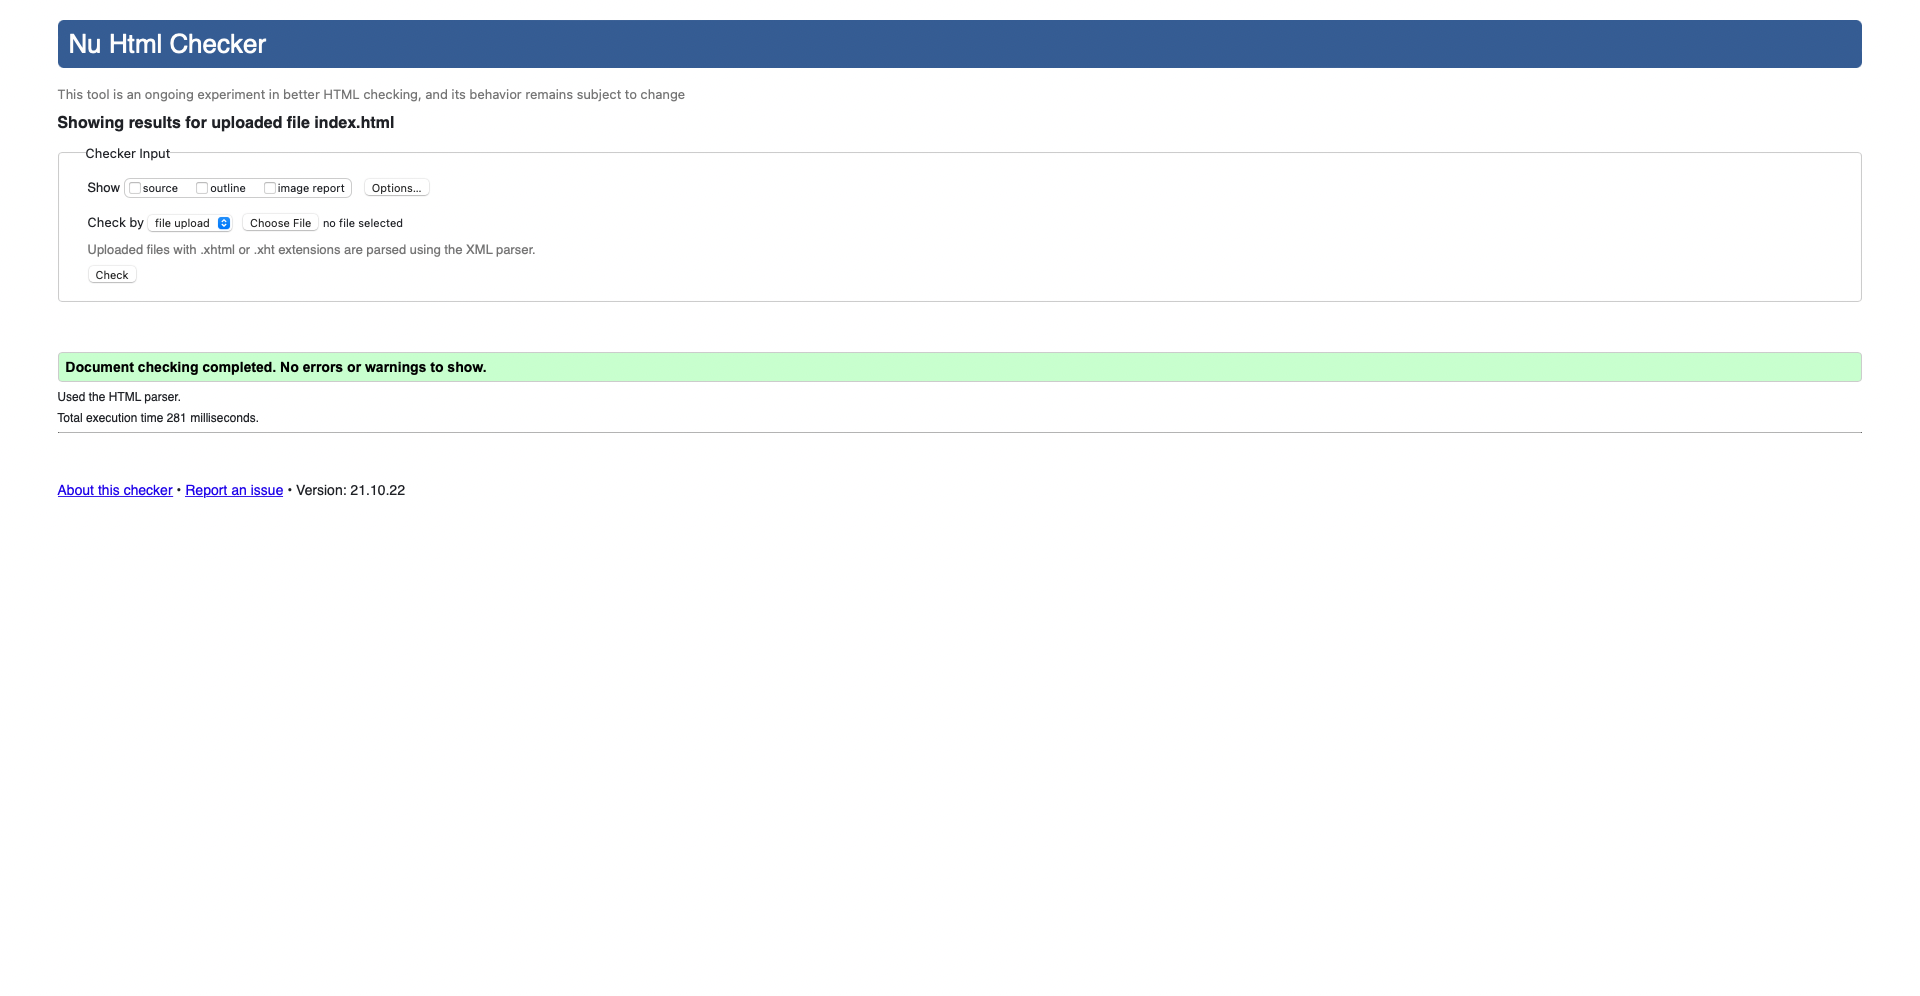 Nu Html Checker
This tool is an ongoing experiment in better HTML checking, and its behavior remains subject to change
Showing results for uploaded file index.html
Checker Input
Show source outline image report Options...
Check by file upload Choose File no file selected
Uploaded files with .xhtml or .xht extensions are parsed using the XML parser.
Check
Document checking completed. No errors or warnings to show.
Used the HTML parser.
Total execution time 281 milliseconds.
About this checker • Report an issue • Version: 21.10.22